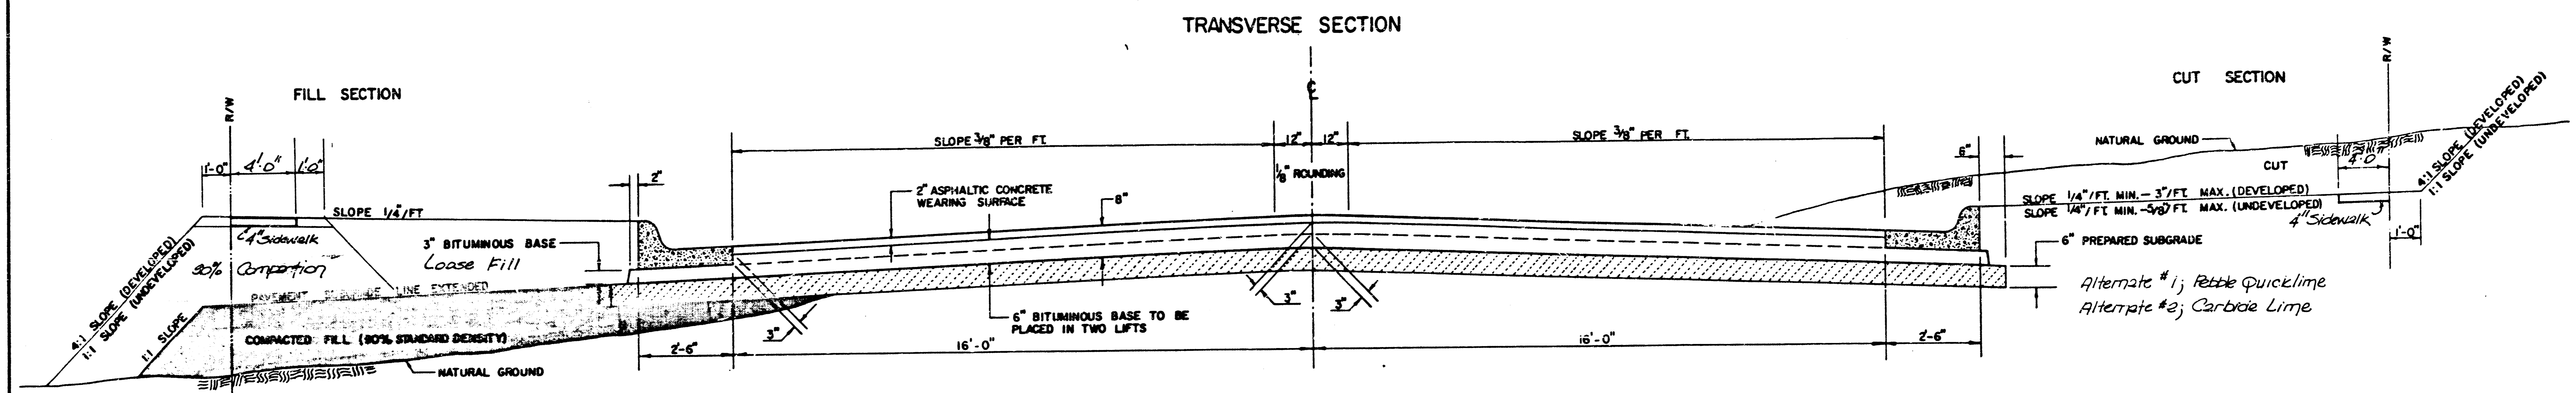 TRANSVERSE SECTION
FILL SECTION
CUT SECTION
R/W
R/W
℄
1'-0"
4'-0"
1'-0"
2"
SLOPE 3/8" PER FT.
12"
12"
SLOPE 3/8" PER FT.
6"
NATURAL GROUND
4'-0"
CUT
4:1 SLOPE (DEVELOPED)
1:1 SLOPE (UNDEVELOPED)
1/8" ROUNDING
SLOPE 1/4"/FT
2" ASPHALTIC CONCRETE
WEARING SURFACE
8"
SLOPE 1/4"/FT. MIN. - 3"/FT. MAX. (DEVELOPED)
SLOPE 1/4"/FT. MIN. - 5/8"/FT. MAX. (UNDEVELOPED)
4" Sidewalk
4" Sidewalk
1'-0"
3" BITUMINOUS BASE
Loose Fill
90% Compaction
6" PREPARED SUBGRADE
4:1 SLOPE (DEVELOPED)
1:1 SLOPE (UNDEVELOPED)
1:1 SLOPE
PAVEMENT SUBGRADE LINE EXTENDED
Alternate #1; Pebble Quicklime
Alternate #2; Carbide Lime
COMPACTED FILL (90% STANDARD DENSITY)
3"
3"
3"
6" BITUMINOUS BASE TO BE
PLACED IN TWO LIFTS
2'-6"
16'-0"
16'-0"
2'-6"
NATURAL GROUND